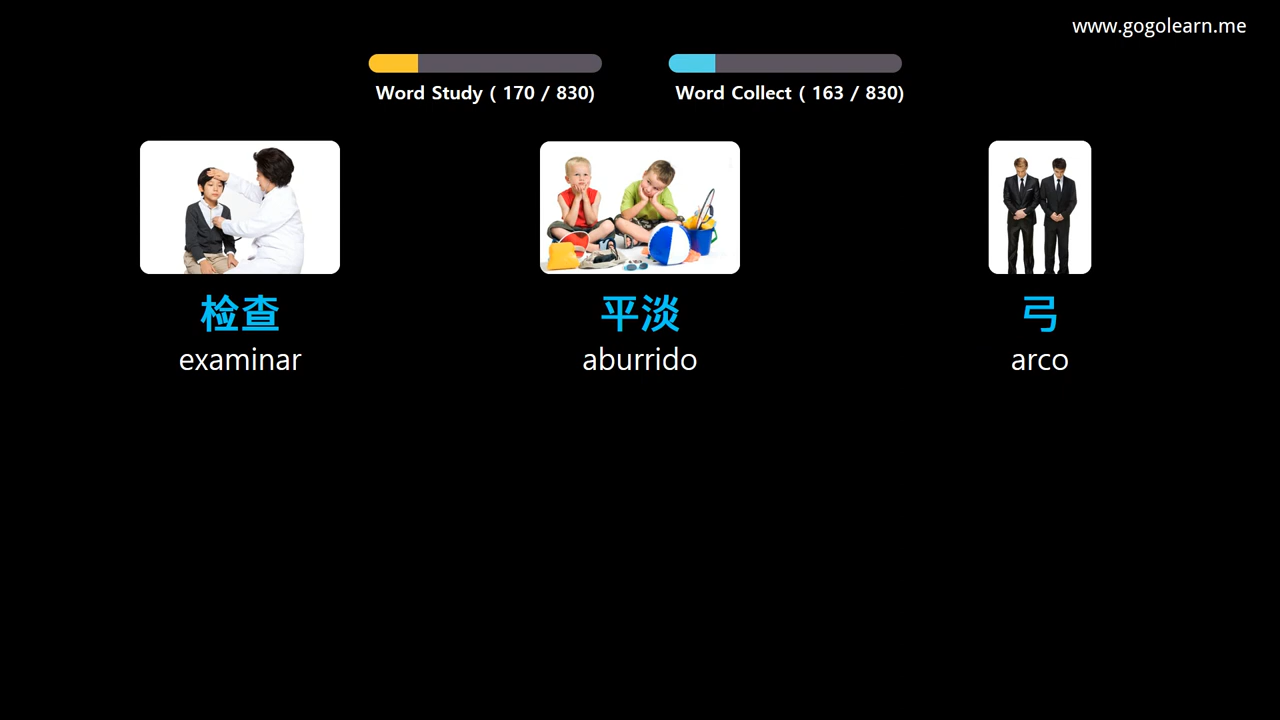 www.gogolearn.me
Word Study ( 170 / 830)
Word Collect ( 163 / 830)
检查
examinar
平淡
aburrido
弓
arco